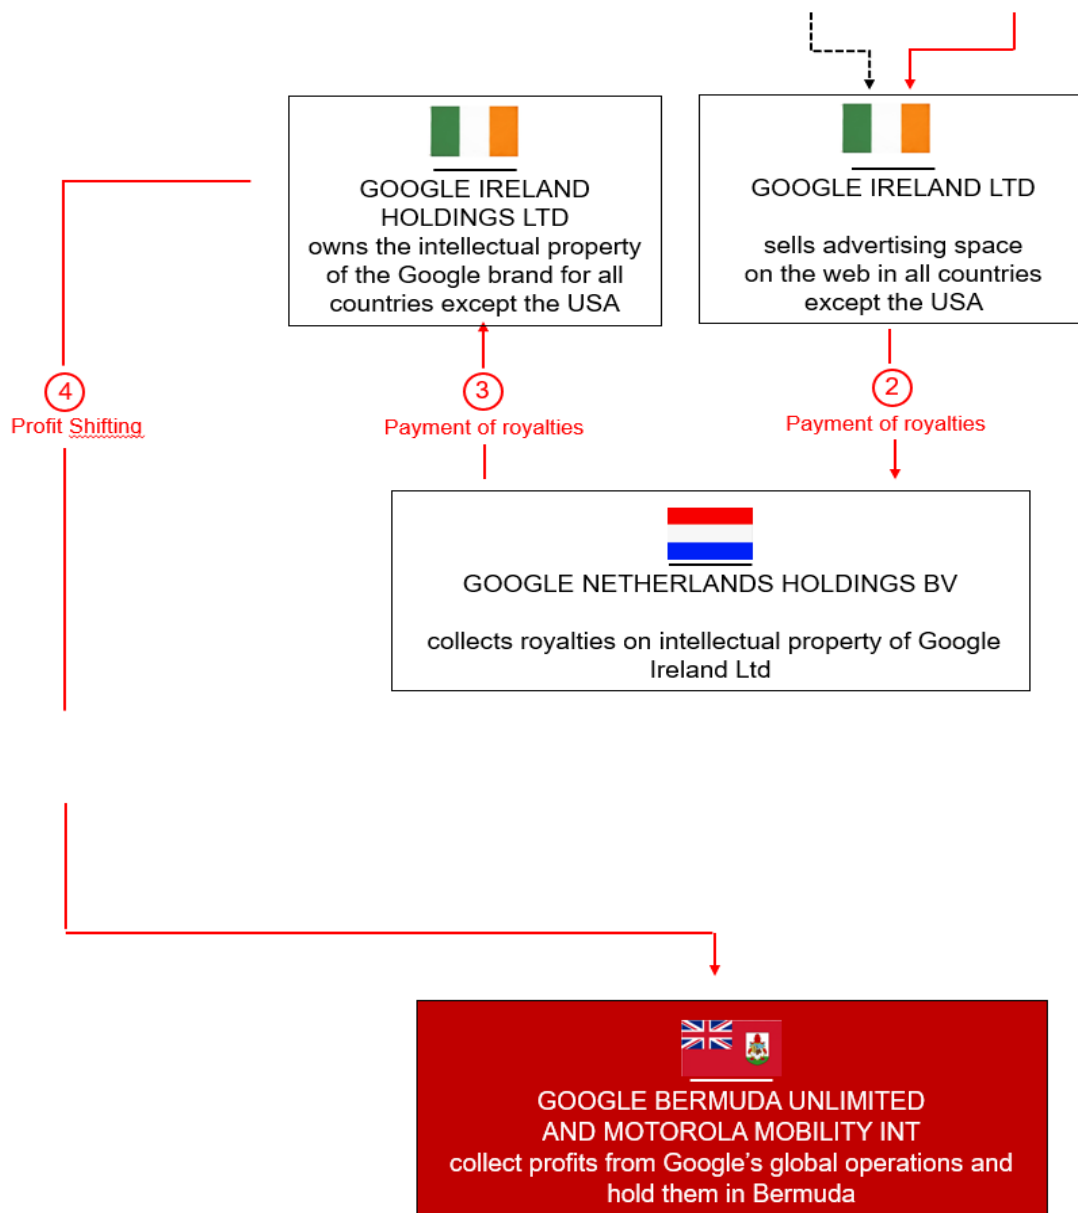 GOOGLE IRELAND
HOLDINGS LTD
owns the intellectual property
of the Google brand for all
countries except the USA
GOOGLE IRELAND LTD
sells advertising space
on the web in all countries
except the USA
4
Profit Shifting
3
Payment of royalties
2
Payment of royalties
GOOGLE NETHERLANDS HOLDINGS BV
collects royalties on intellectual property of Google
Ireland Ltd
GOOGLE BERMUDA UNLIMITED
AND MOTOROLA MOBILITY INT
collect profits from Google’s global operations and
hold them in Bermuda